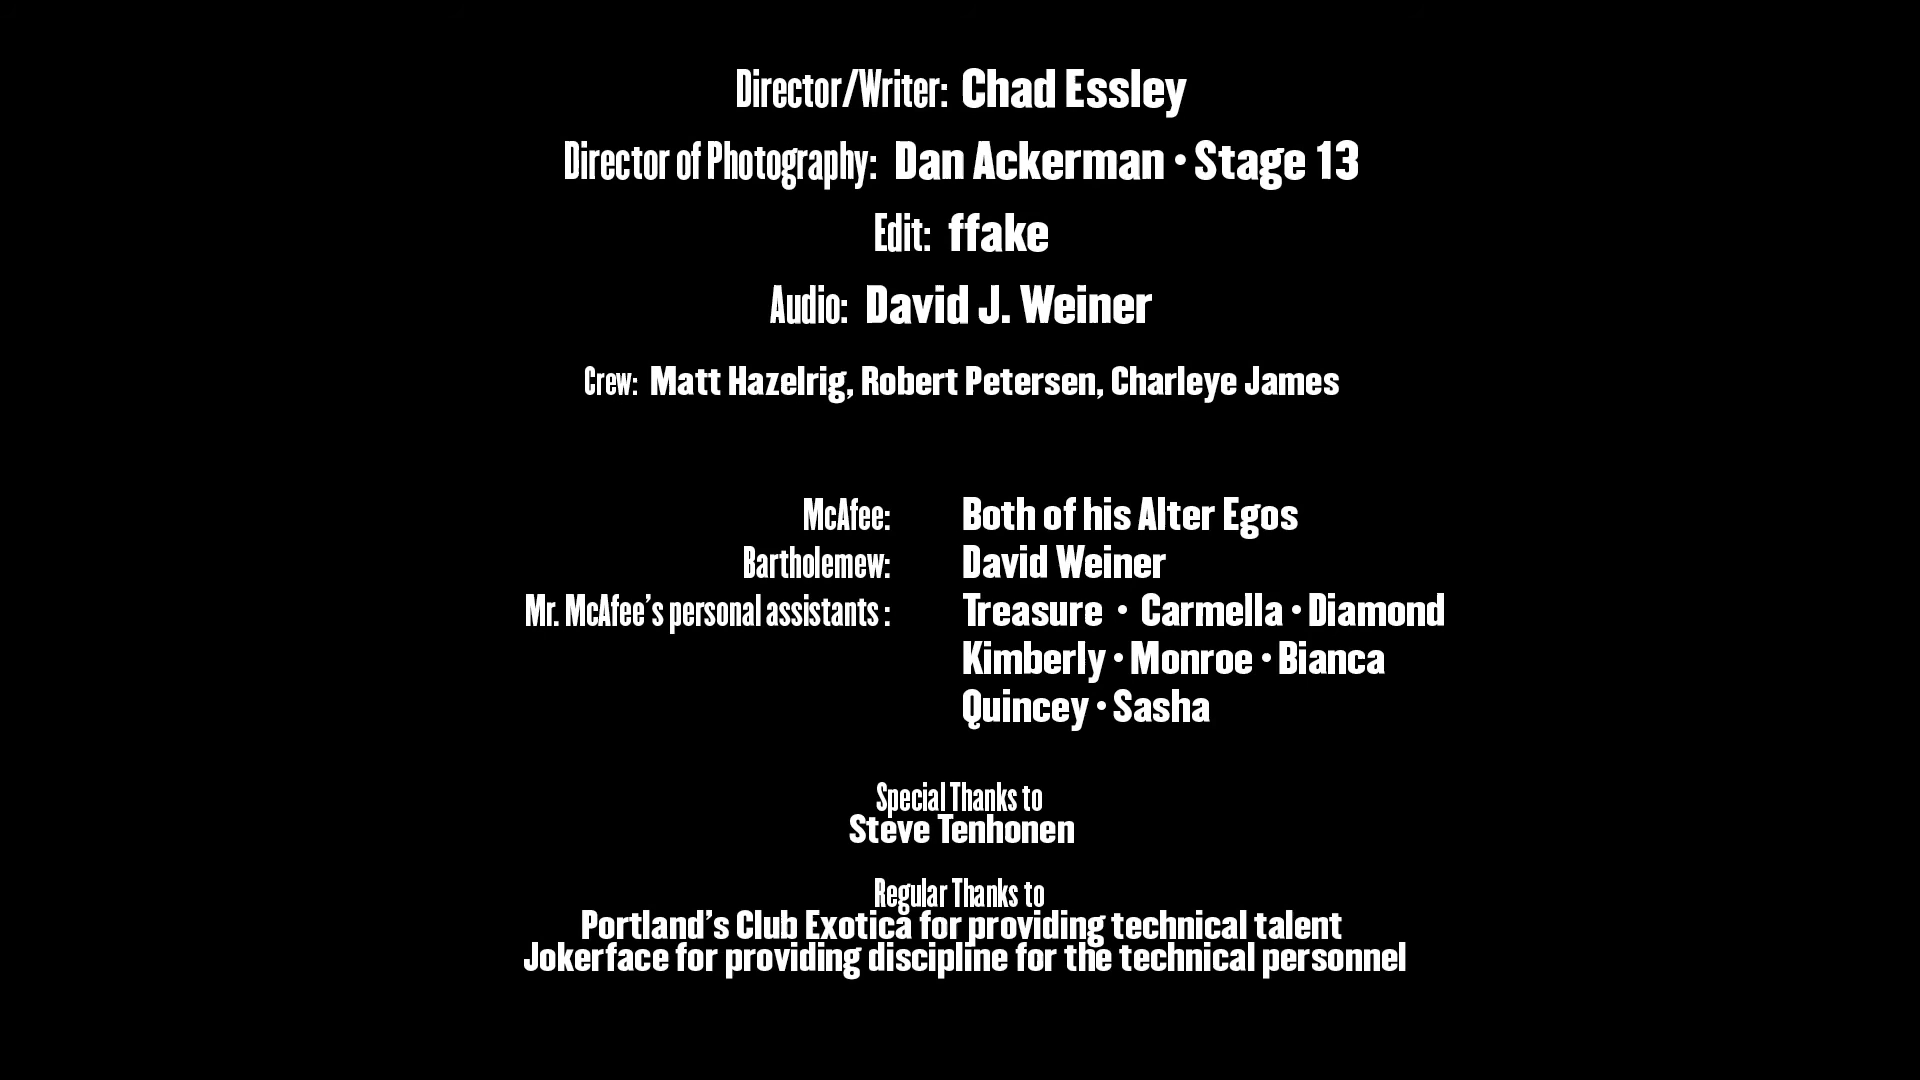 Director/Writer: Chad Essley
Director of Photography: Dan Ackerman • Stage 13
Edit: ffake
Audio: David J. Weiner
Crew: Matt Hazelrig, Robert Petersen, Charleye James
McAfee: Both of his Alter Egos
Bartholemew: David Weiner
Mr. McAfee's personal assistants : Treasure • Carmella • Diamond
Kimberly • Monroe • Bianca
Quincey • Sasha
Special Thanks to
Steve Tenhonen
Regular Thanks to
Portland's Club Exotica for providing technical talent
Jokerface for providing discipline for the technical personnel